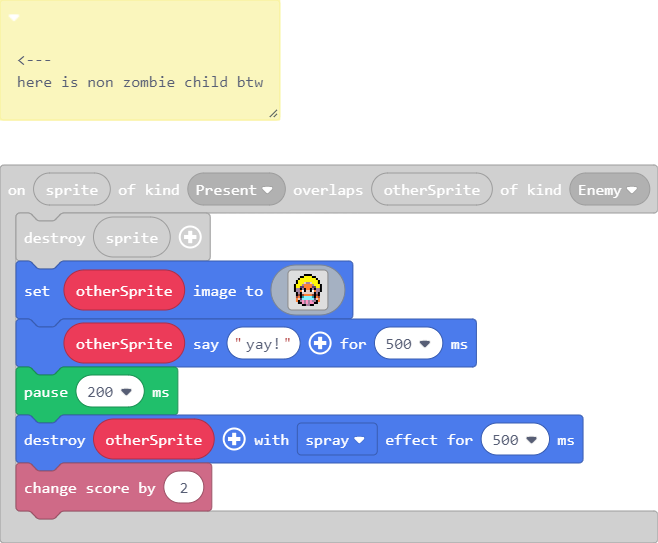 <---
here is non zombie child btw
on sprite of kind Present overlaps otherSprite of kind Enemy
destroy sprite
set otherSprite image to
otherSprite say "yay!" for 500 ms
pause 200 ms
destroy otherSprite with spray effect for 500 ms
change score by 2